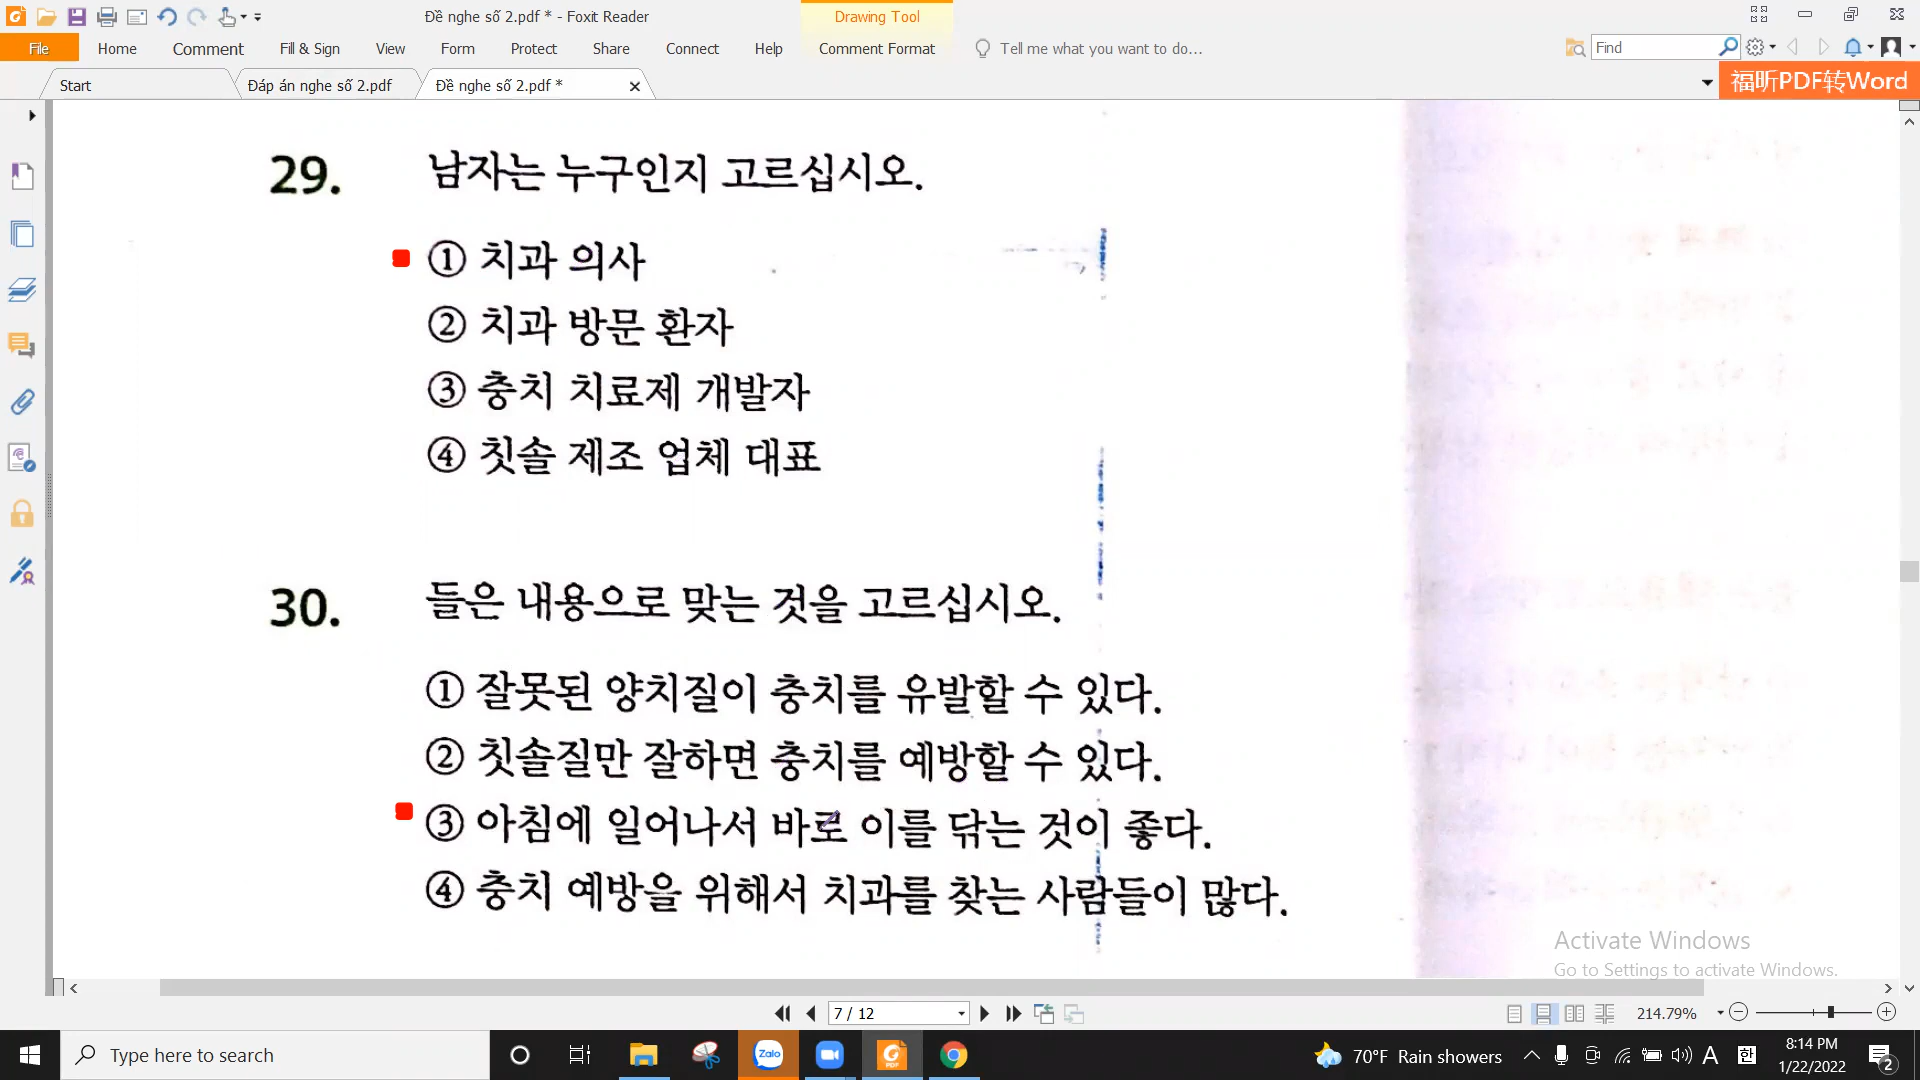 Đề nghe số 2.pdf * - Foxit Reader
Drawing Tool
File
Home
Comment
Fill & Sign
View
Form
Protect
Share
Connect
Help
Comment Format
Tell me what you want to do...
Find
Start
Đáp án nghe số 2.pdf
Đề nghe số 2.pdf *
福昕PDF转Word
29. 남자는 누구인지 고르십시오.
① 치과 의사
② 치과 방문 환자
③ 충치 치료제 개발자
④ 칫솔 제조 업체 대표
30. 들은 내용으로 맞는 것을 고르십시오.
① 잘못된 양치질이 충치를 유발할 수 있다.
② 칫솔질만 잘하면 충치를 예방할 수 있다.
③ 아침에 일어나서 바로 이를 닦는 것이 좋다.
④ 충치 예방을 위해서 치과를 찾는 사람들이 많다.
Activate Windows
Go to Settings to activate Windows.
7 / 12
214.79%
Type here to search
Zalo
PDF
70°F Rain showers
A
한
8:14 PM
1/22/2022
2